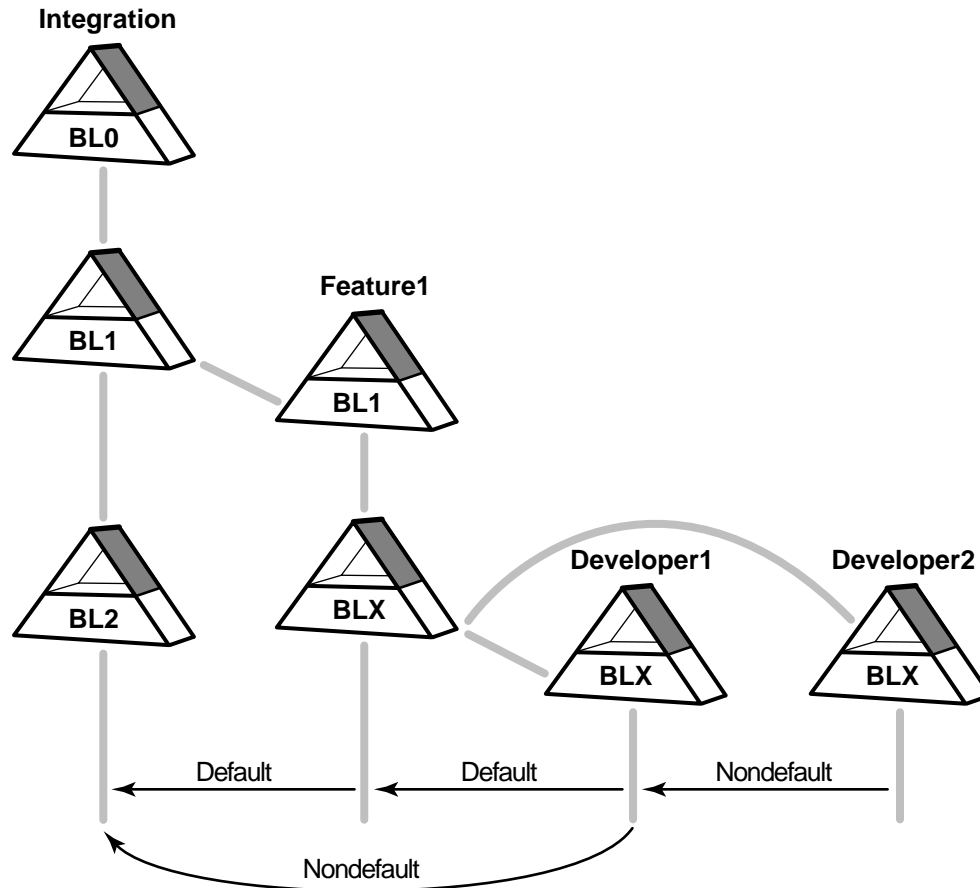 Integration
BL0
BL1
Feature1
BL1
BL2
BLX
Developer1
BLX
Developer2
BLX
Default
Default
Nondefault
Nondefault